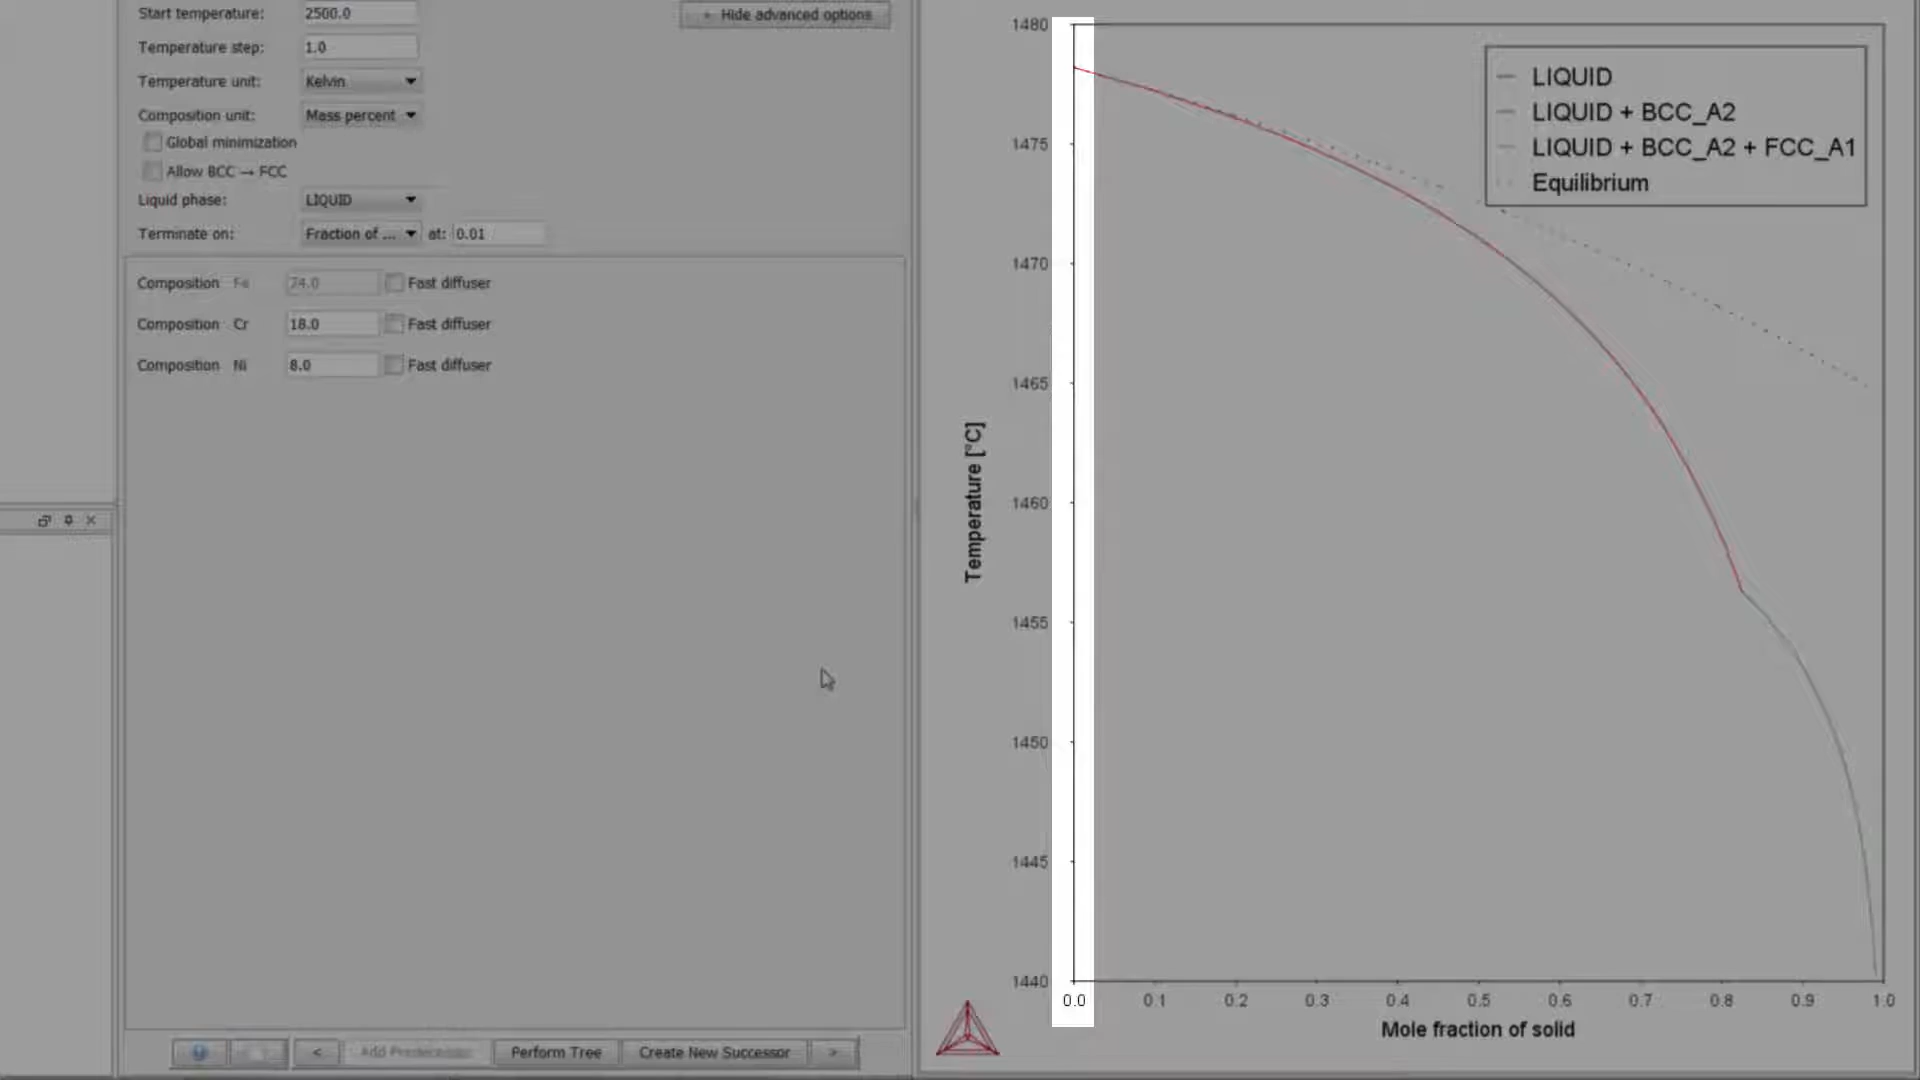 Start temperature: 2500.0
Hide advanced options
Temperature step: 1.0
Temperature unit: Kelvin
Composition unit: Mass percent
Global minimization
Allow BCC → FCC
Liquid phase: LIQUID
Terminate on: Fraction of ... at: 0.01
Composition Fe 74.0 Fast diffuser
Composition Cr 18.0 Fast diffuser
Composition Ni 8.0 Fast diffuser
< Add Predecessor Perform Tree Create New Successor >
1480
1475
1470
1465
1460
1455
1450
1445
1440
Temperature [°C]
LIQUID
LIQUID + BCC_A2
LIQUID + BCC_A2 + FCC_A1
Equilibrium
0.0 0.1 0.2 0.3 0.4 0.5 0.6 0.7 0.8 0.9 1.0
Mole fraction of solid